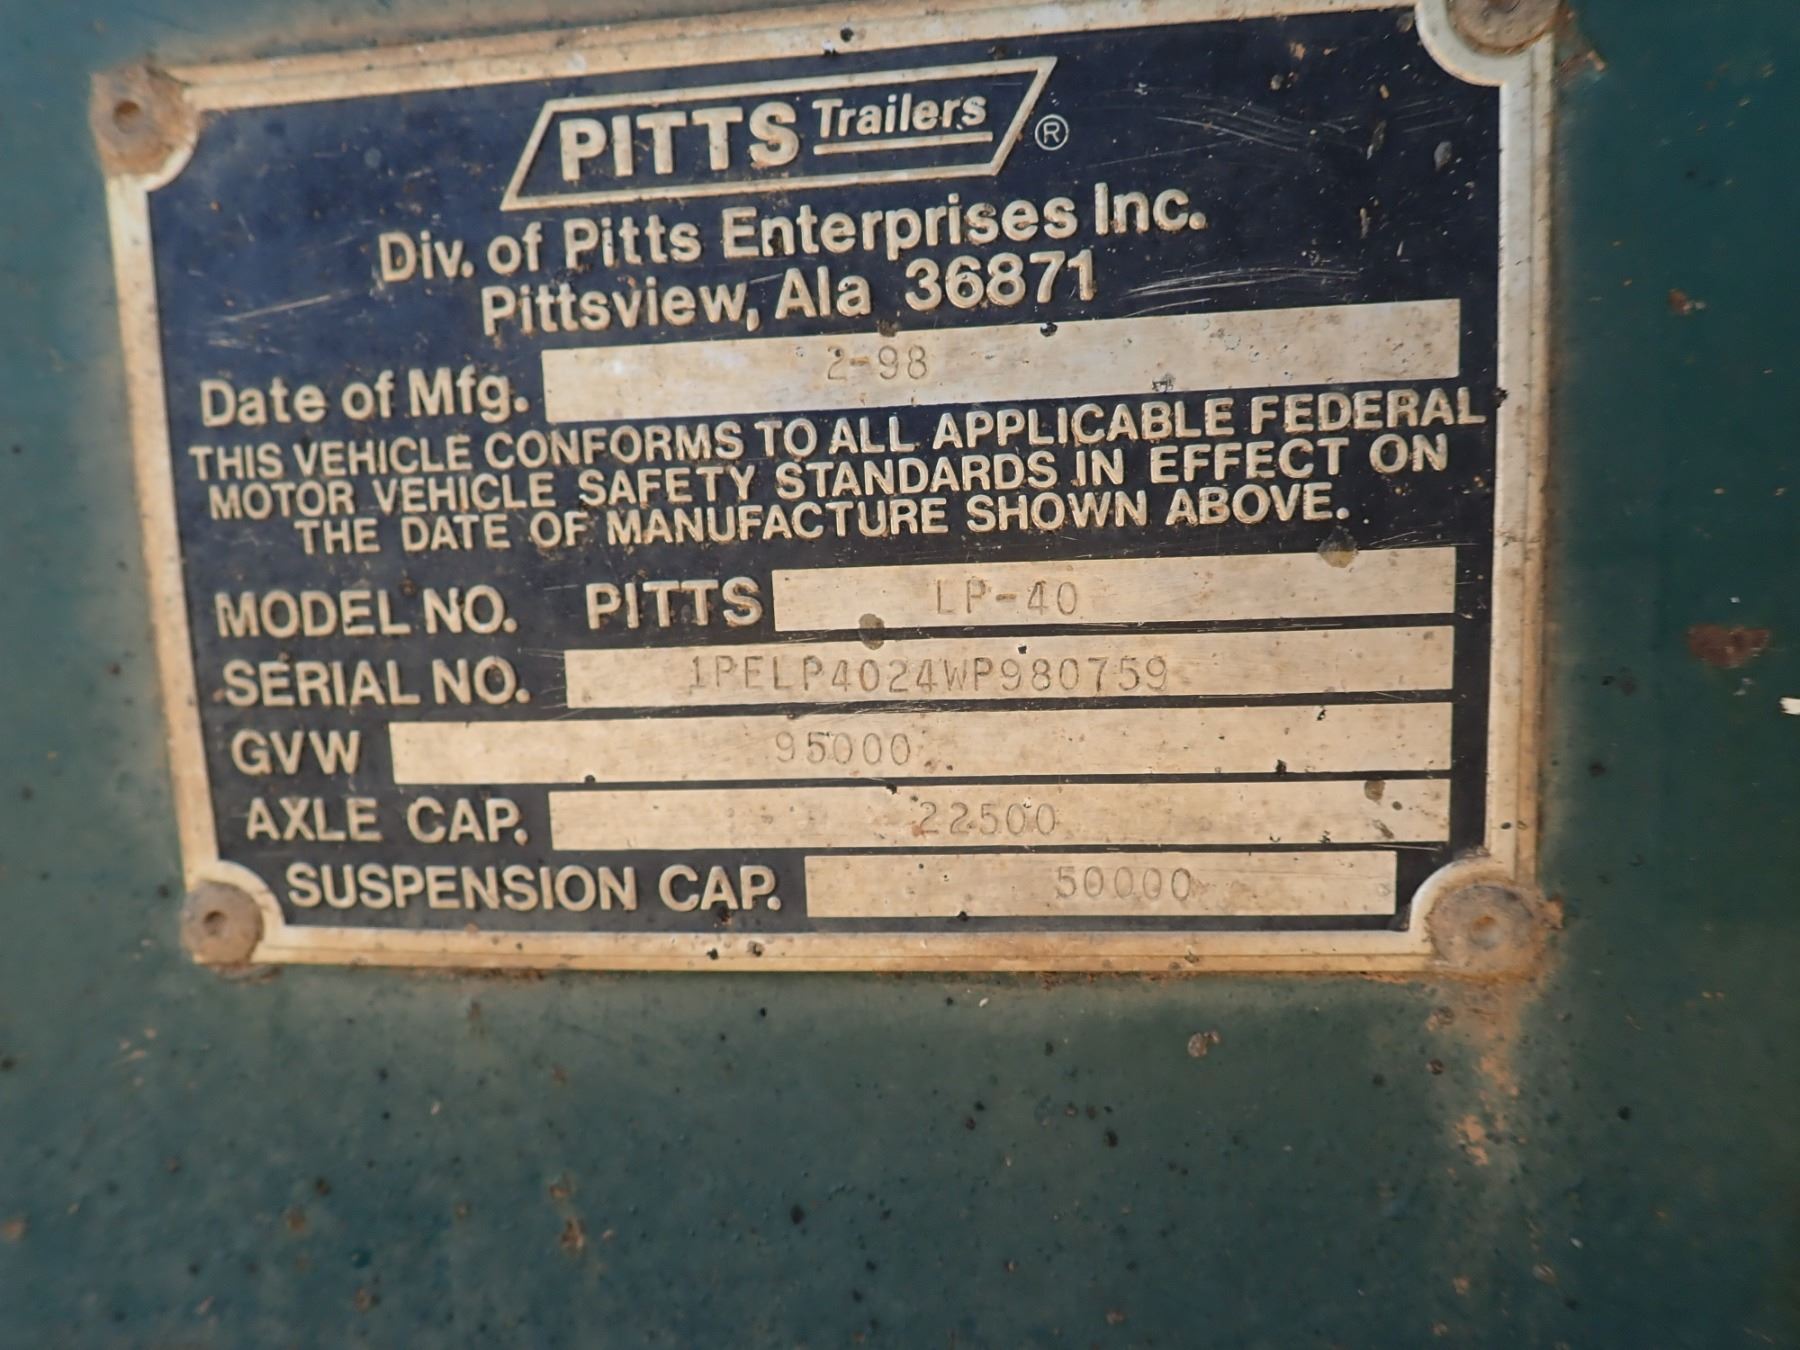 PITTS Trailers ®
Div. of Pitts Enterprises Inc.
Pittsview, Ala 36871
Date of Mfg. 2-98
THIS VEHICLE CONFORMS TO ALL APPLICABLE FEDERAL
MOTOR VEHICLE SAFETY STANDARDS IN EFFECT ON
THE DATE OF MANUFACTURE SHOWN ABOVE.
MODEL NO. PITTS LP-40
SERIAL NO. 1PELP4024WP980759
GVW 95000
AXLE CAP. 22500
SUSPENSION CAP. 50000